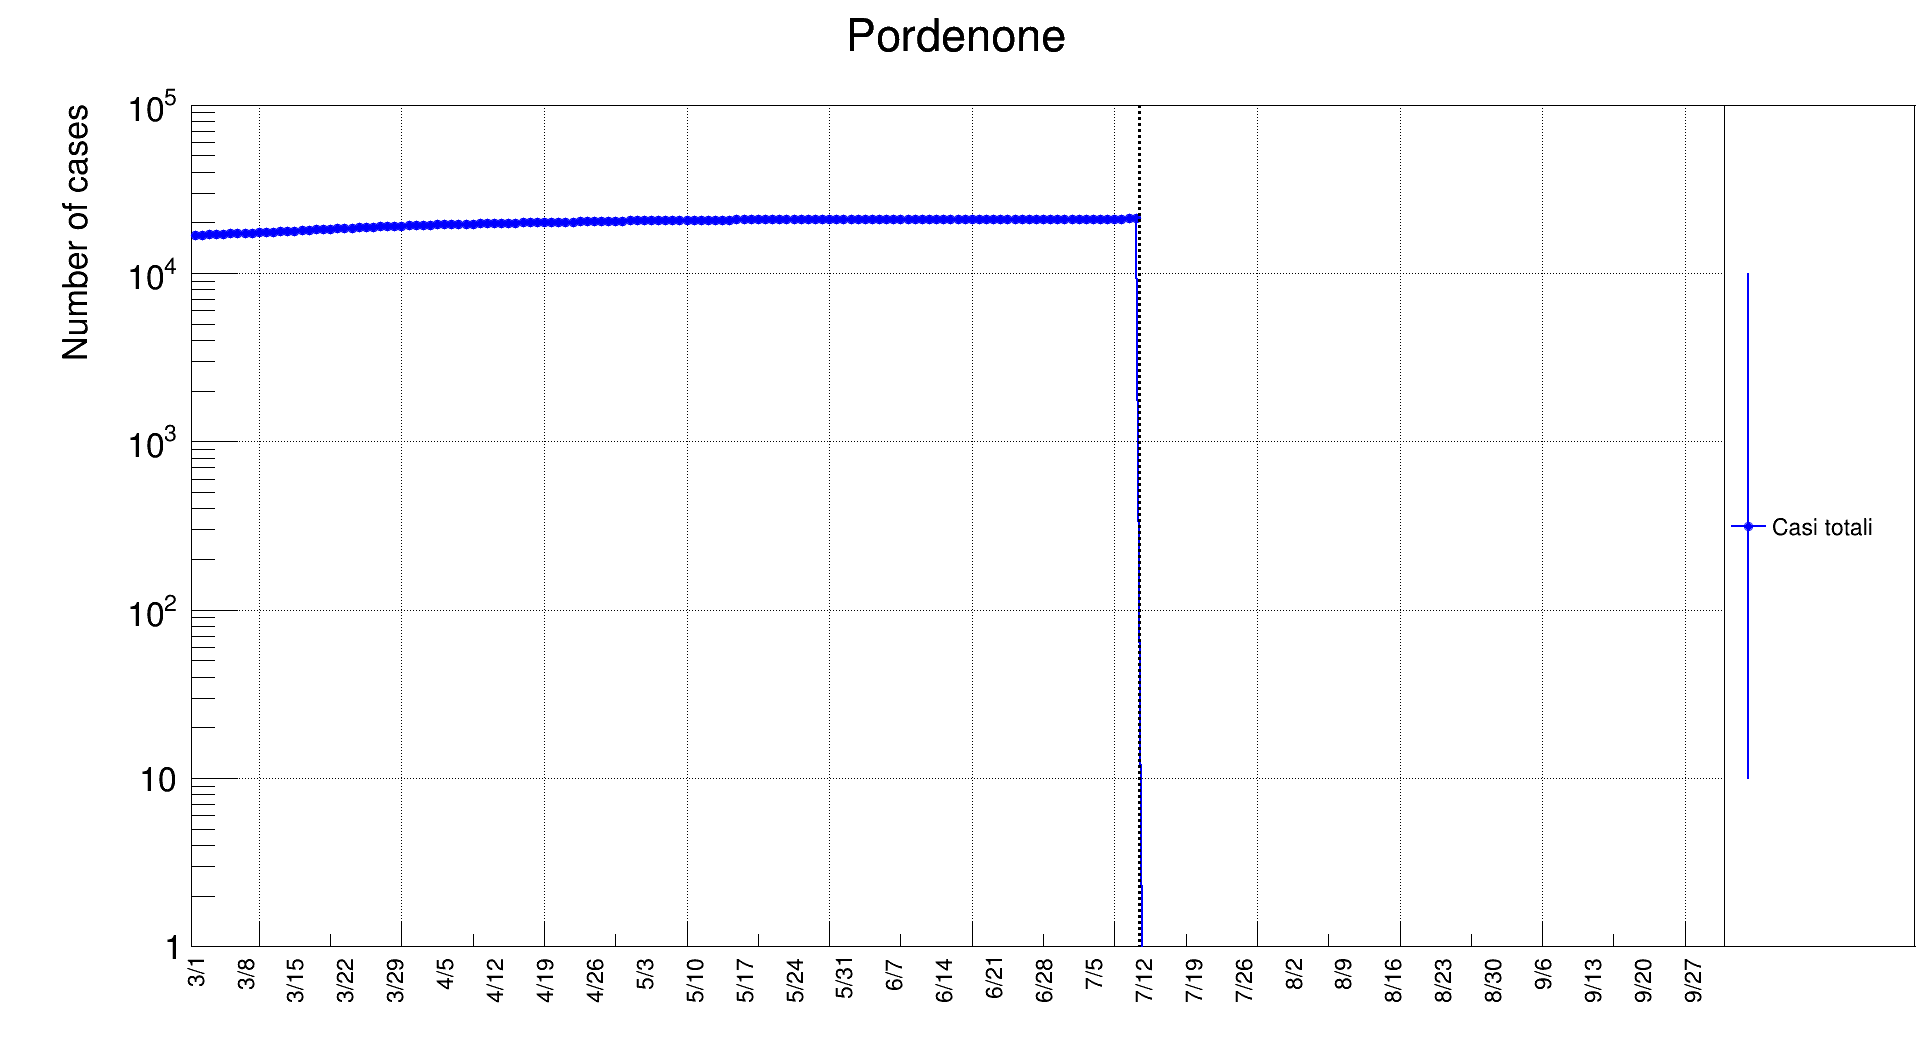 Pordenone
Number of cases
10^5
10^4
10^3
10^2
10
1
3/1 3/8 3/15 3/22 3/29 4/5 4/12 4/19 4/26 5/3 5/10 5/17 5/24 5/31 6/7 6/14 6/21 6/28 7/5 7/12 7/19 7/26 8/2 8/9 8/16 8/23 8/30 9/6 9/13 9/20 9/27
Casi totali